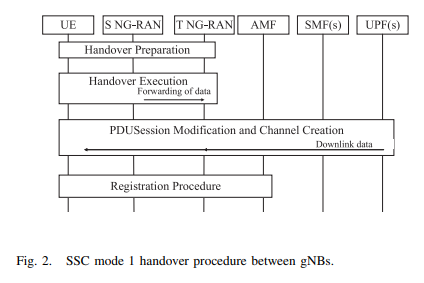 UE S NG-RAN T NG-RAN AMF SMF(s) UPF(s)
Handover Preparation
Handover Execution
Forwarding of data
PDUSession Modification and Channel Creation
Downlink data
Registration Procedure
Fig. 2. SSC mode 1 handover procedure between gNBs.